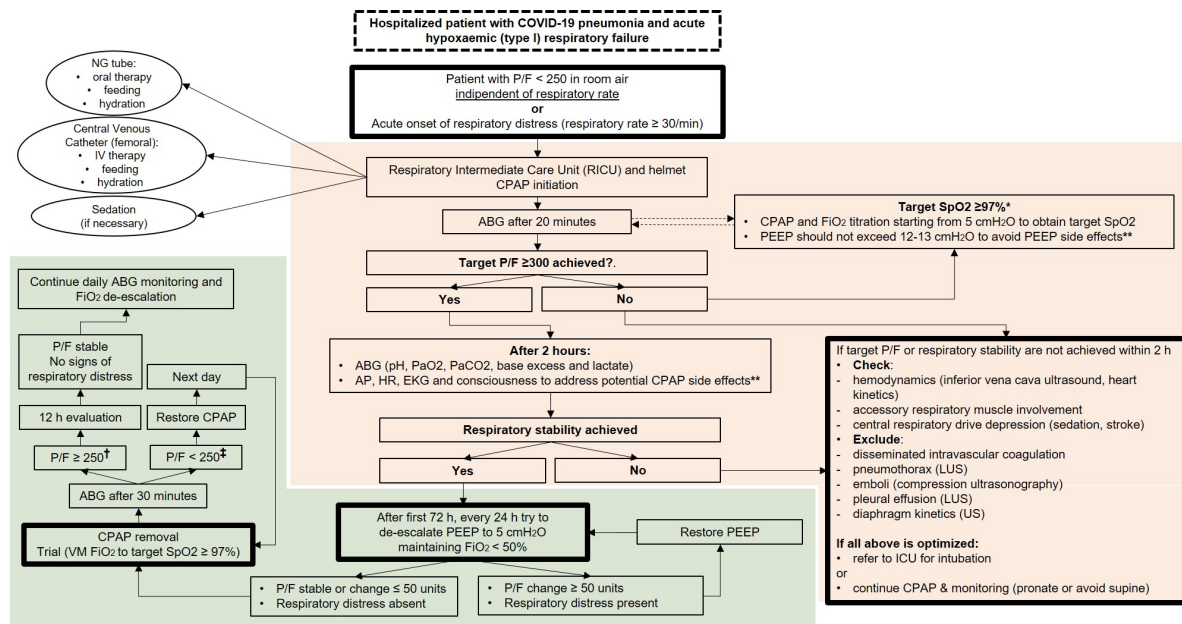 Hospitalized patient with COVID-19 pneumonia and acute
hypoxaemic (type I) respiratory failure
NG tube:
• oral therapy
• feeding
• hydration
Central Venous
Catheter (femoral):
• IV therapy
• feeding
• hydration
Sedation
(if necessary)
Patient with P/F < 250 in room air
indipendent of respiratory rate
or
Acute onset of respiratory distress (respiratory rate ≥ 30/min)
Respiratory Intermediate Care Unit (RICU) and helmet
CPAP initiation
ABG after 20 minutes
Target SpO2 ≥97%*
• CPAP and FiO2 titration starting from 5 cmH2O to obtain target SpO2
• PEEP should not exceed 12-13 cmH2O to avoid PEEP side effects**
Target P/F ≥300 achieved?.
Yes
No
After 2 hours:
• ABG (pH, PaO2, PaCO2, base excess and lactate)
• AP, HR, EKG and consciousness to address potential CPAP side effects**
Respiratory stability achieved
Yes
No
If target P/F or respiratory stability are not achieved within 2 h
• Check:
- hemodynamics (inferior vena cava ultrasound, heart
kinetics)
- accessory respiratory muscle involvement
- central respiratory drive depression (sedation, stroke)
• Exclude:
- disseminated intravascular coagulation
- pneumothorax (LUS)
- emboli (compression ultrasonography)
- pleural effusion (LUS)
- diaphragm kinetics (US)
If all above is optimized:
• refer to ICU for intubation
or
• continue CPAP & monitoring (pronate or avoid supine)
After first 72 h, every 24 h try to
de-escalate PEEP to 5 cmH2O
maintaining FiO2 < 50%
Restore PEEP
• P/F stable or change ≤ 50 units
• Respiratory distress absent
• P/F change ≥ 50 units
• Respiratory distress present
Continue daily ABG monitoring and
FiO2 de-escalation
P/F stable
No signs of
respiratory distress
Next day
12 h evaluation
Restore CPAP
P/F ≥ 250†
P/F < 250‡
ABG after 30 minutes
CPAP removal
Trial (VM FiO2 to target SpO2 ≥ 97%)